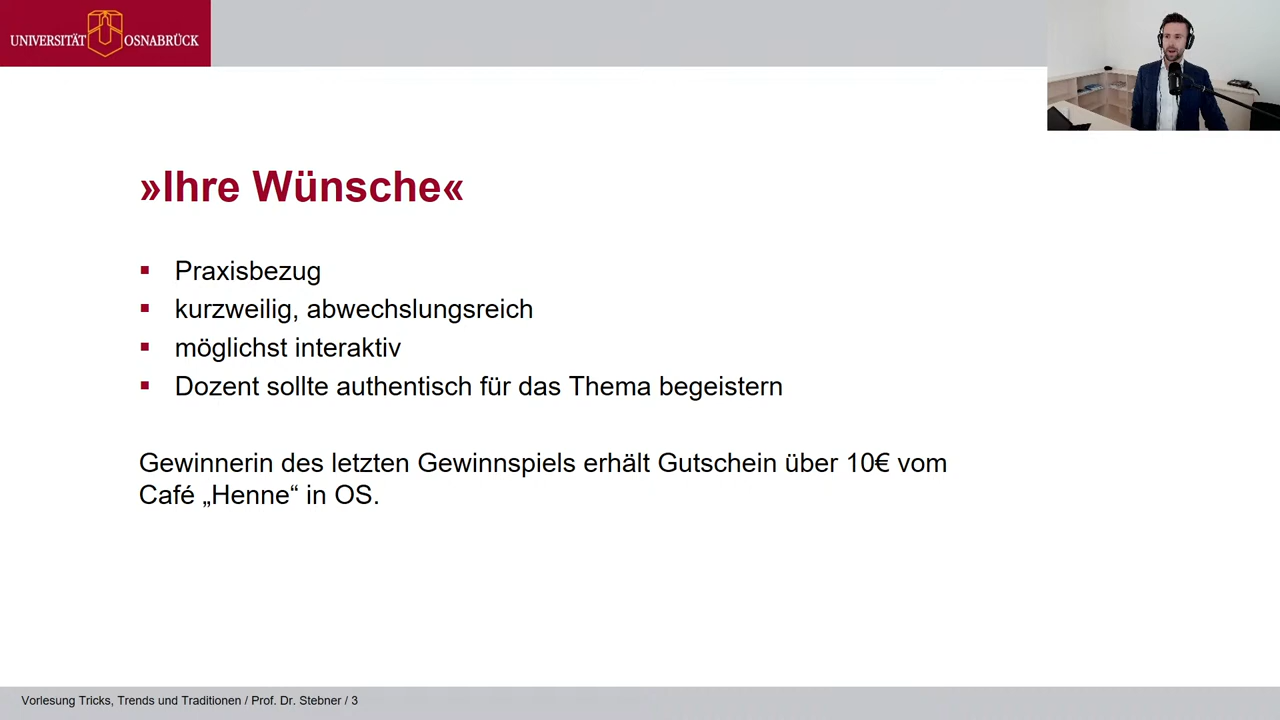 UNIVERSITÄT OSNABRÜCK
»Ihre Wünsche«
Praxisbezug
kurzweilig, abwechslungsreich
möglichst interaktiv
Dozent sollte authentisch für das Thema begeistern
Gewinnerin des letzten Gewinnspiels erhält Gutschein über 10€ vom
Café „Henne“ in OS.
Vorlesung Tricks, Trends und Traditionen / Prof. Dr. Stebner / 3